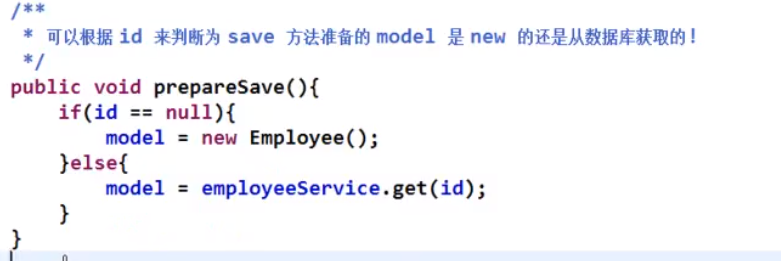 /**
 * 可以根据 id 来判断为 save 方法准备的 model 是 new 的还是从数据库获取的!
 */
public void prepareSave(){
    if(id == null){
        model = new Employee();
    }else{
        model = employeeService.get(id);
    }
}